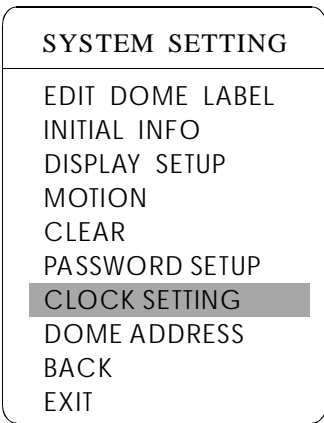 SYSTEM SETTING
EDIT DOME LABEL
INITIAL INFO
DISPLAY SETUP
MOTION
CLEAR
PASSWORD SETUP
CLOCK SETTING
DOME ADDRESS
BACK
EXIT